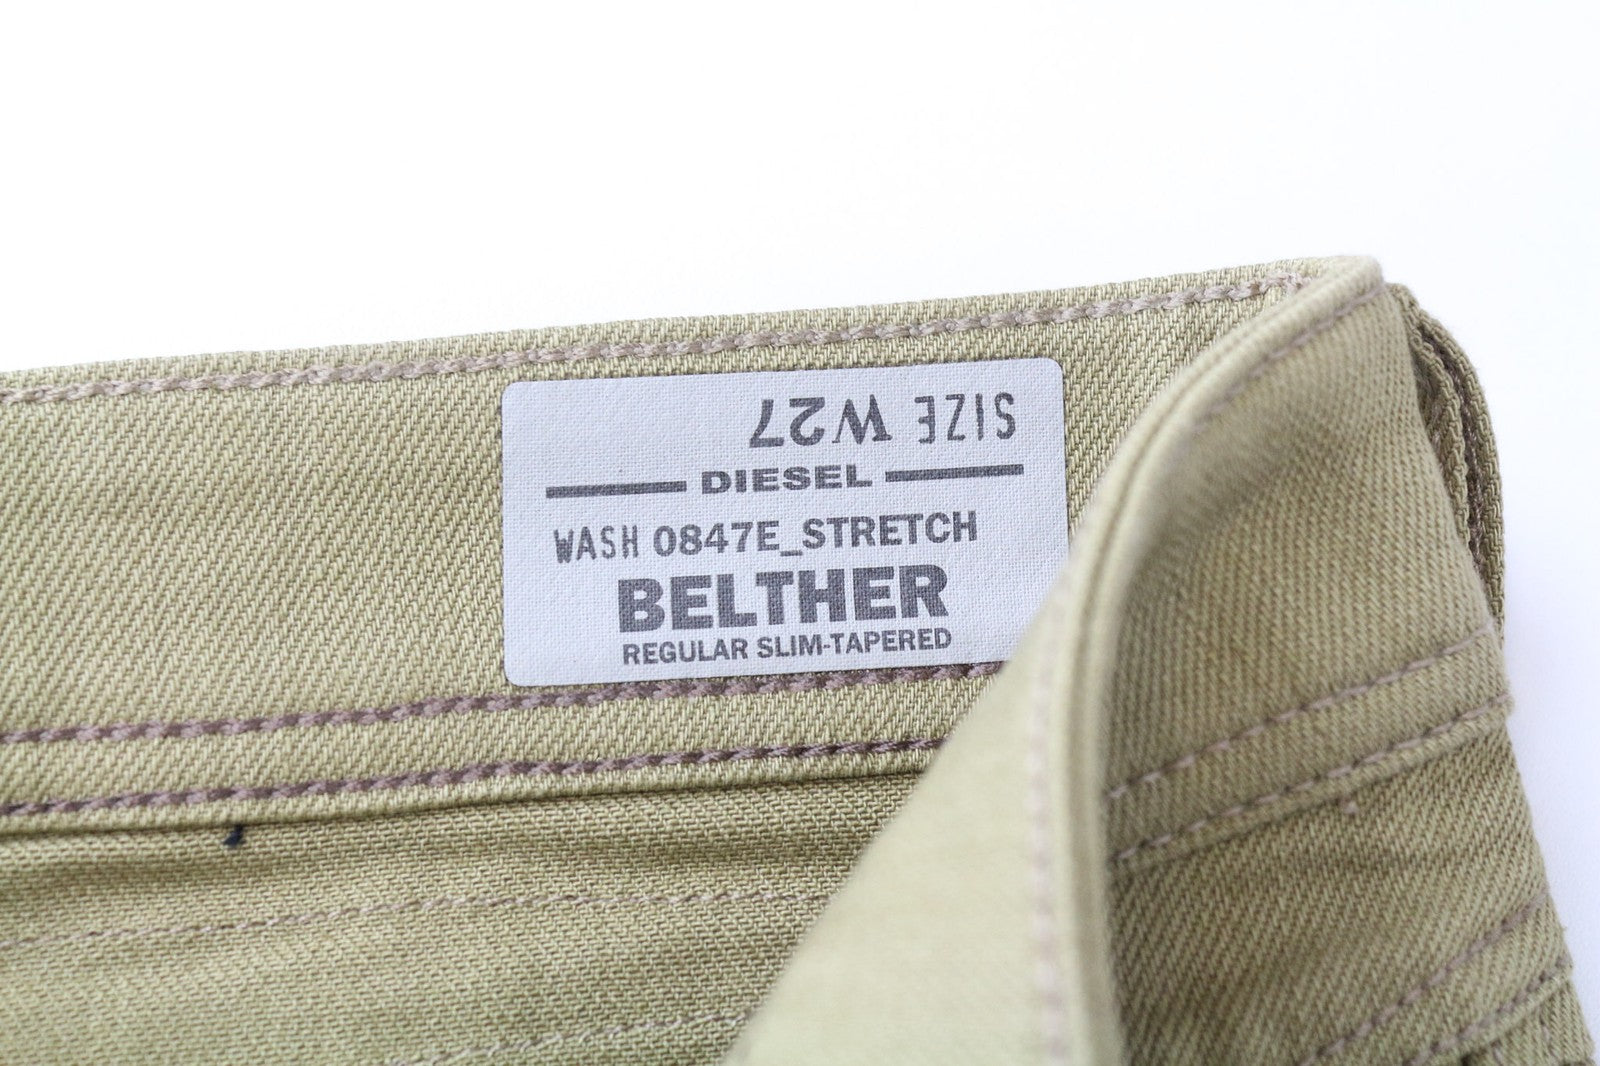 SIZE W27
DIESEL
WASH 0847E_STRETCH
BELTHER
REGULAR SLIM-TAPERED